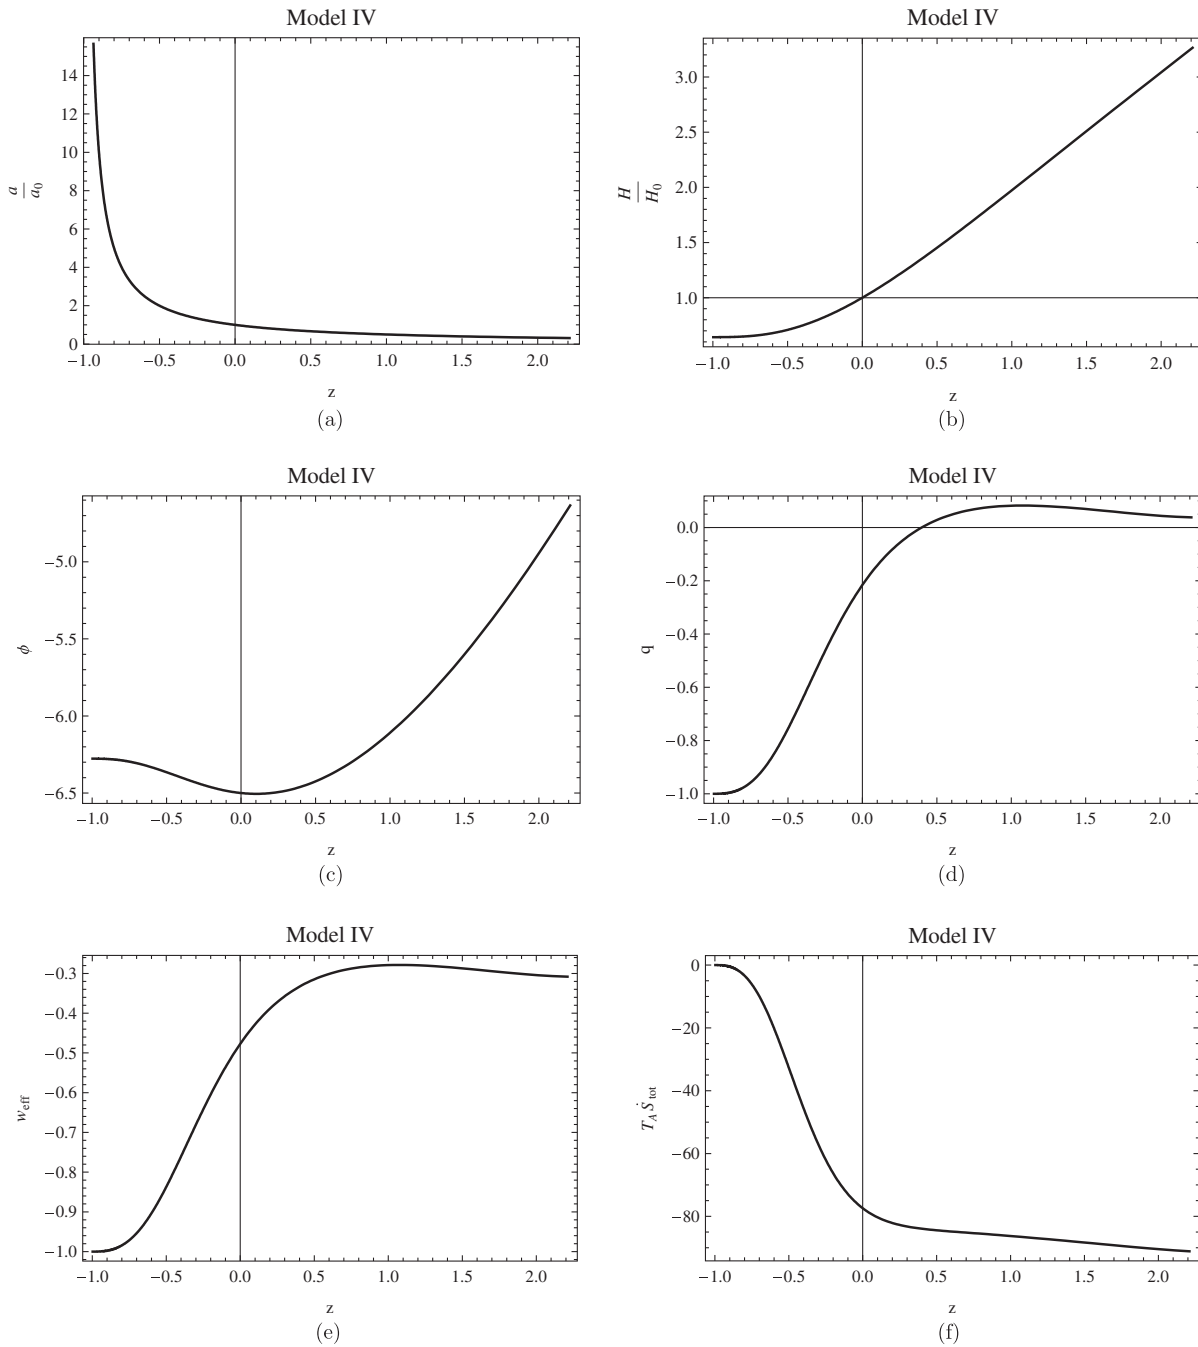 Model IV
14
12
10
8
6
4
2
0
a
a0
−1.0 −0.5 0.0 0.5 1.0 1.5 2.0
z
(a)
Model IV
3.0
2.5
2.0
1.5
1.0
H
H0
−1.0 −0.5 0.0 0.5 1.0 1.5 2.0
z
(b)
Model IV
−5.0
−5.5
−6.0
−6.5
ϕ
−1.0 −0.5 0.0 0.5 1.0 1.5 2.0
z
(c)
Model IV
0.0
−0.2
−0.4
−0.6
−0.8
−1.0
q
−1.0 −0.5 0.0 0.5 1.0 1.5 2.0
z
(d)
Model IV
−0.3
−0.4
−0.5
−0.6
−0.7
−0.8
−0.9
−1.0
weff
−1.0 −0.5 0.0 0.5 1.0 1.5 2.0
z
(e)
Model IV
0
−20
−40
−60
−80
TA Ṡtot
−1.0 −0.5 0.0 0.5 1.0 1.5 2.0
z
(f)